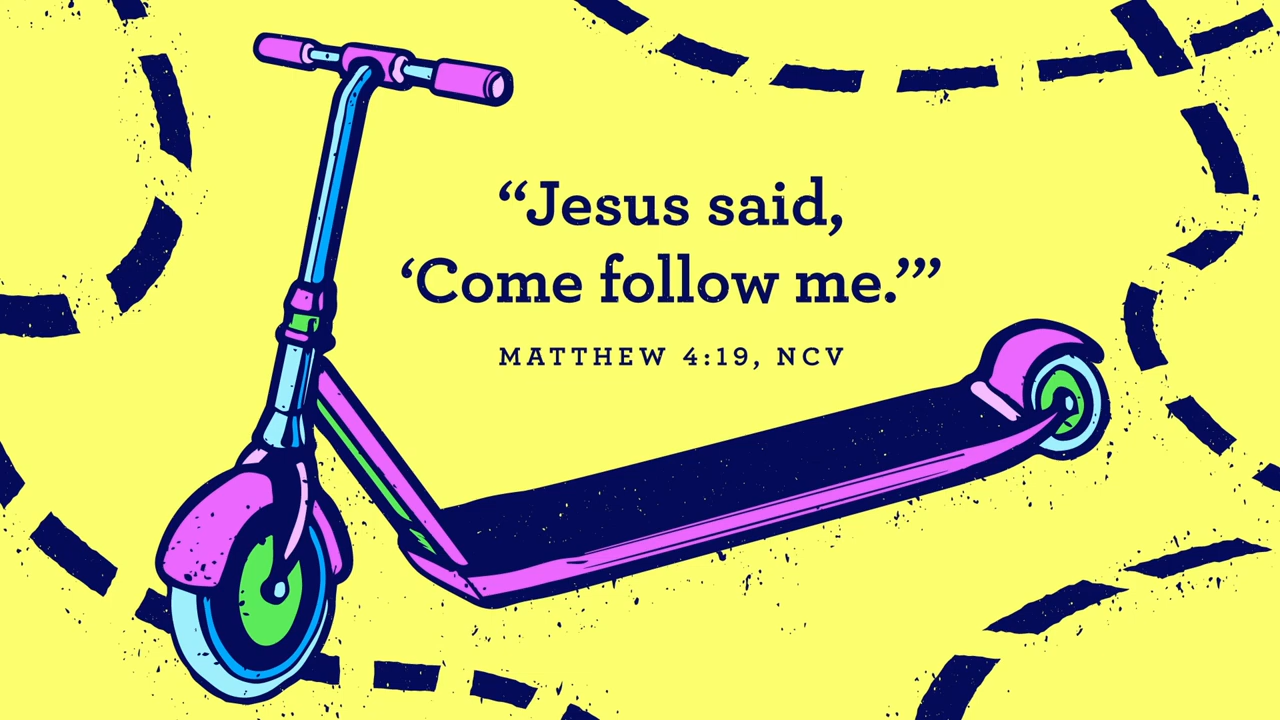 “Jesus said,
‘Come follow me.’”
MATTHEW 4:19, NCV